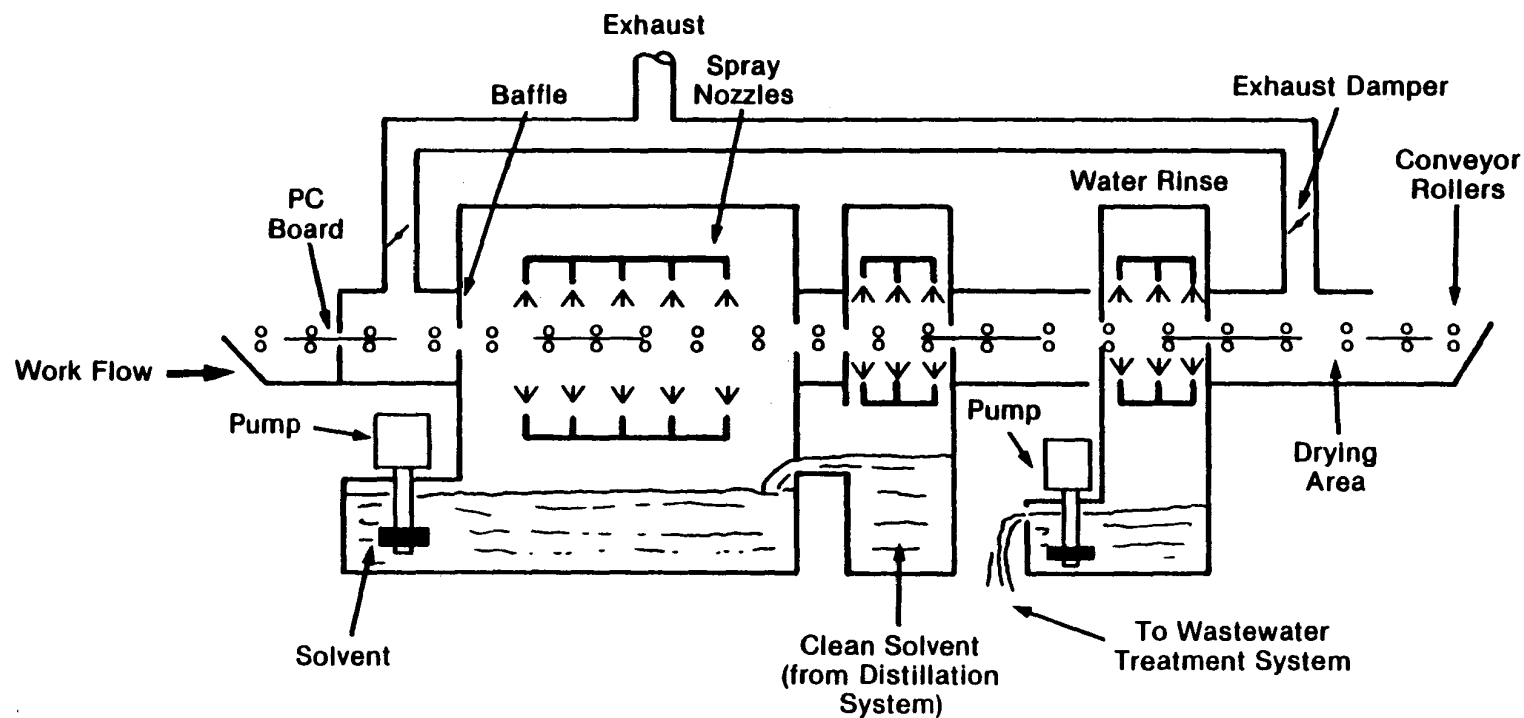 Exhaust
Spray
Nozzles
Baffle
Exhaust Damper
Conveyor
Rollers
Water Rinse
PC
Board
Work Flow
Pump
Pump
Drying
Area
Solvent
Clean Solvent
(from Distillation
System)
To Wastewater
Treatment System